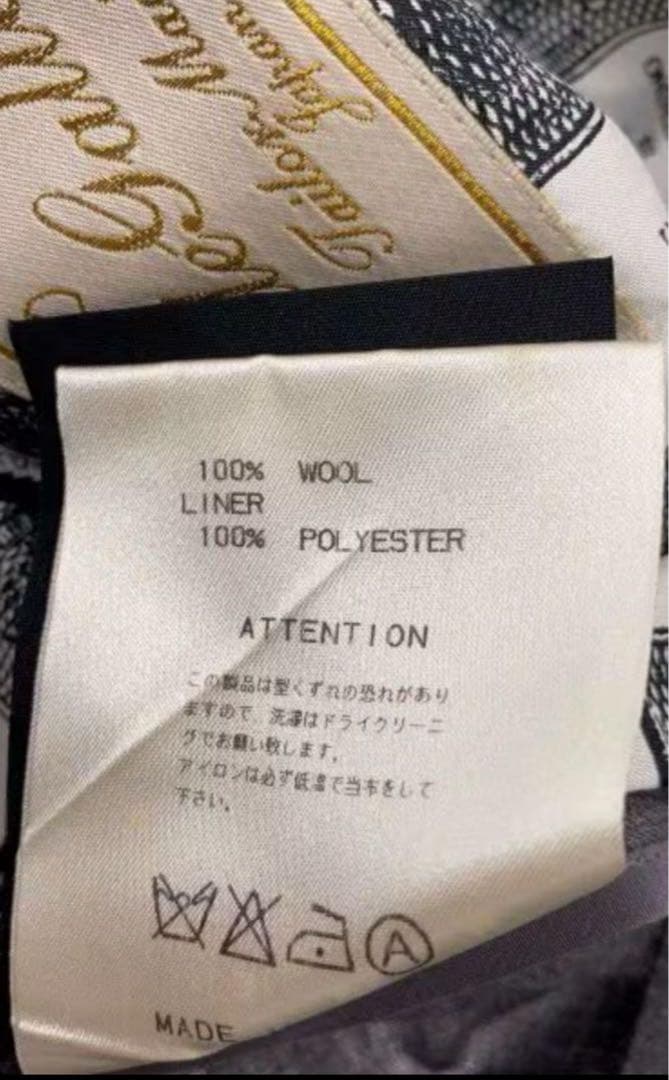 Tailor Ma
Japan
100% WOOL
LINER
100% POLYESTER
ATTENTION
この製品は型くずれの恐れがあり
ますので、洗濯はドライクリーニ
グでお願い致します。
アイロンは必ず低温で当布をして
下さい。
A
MADE